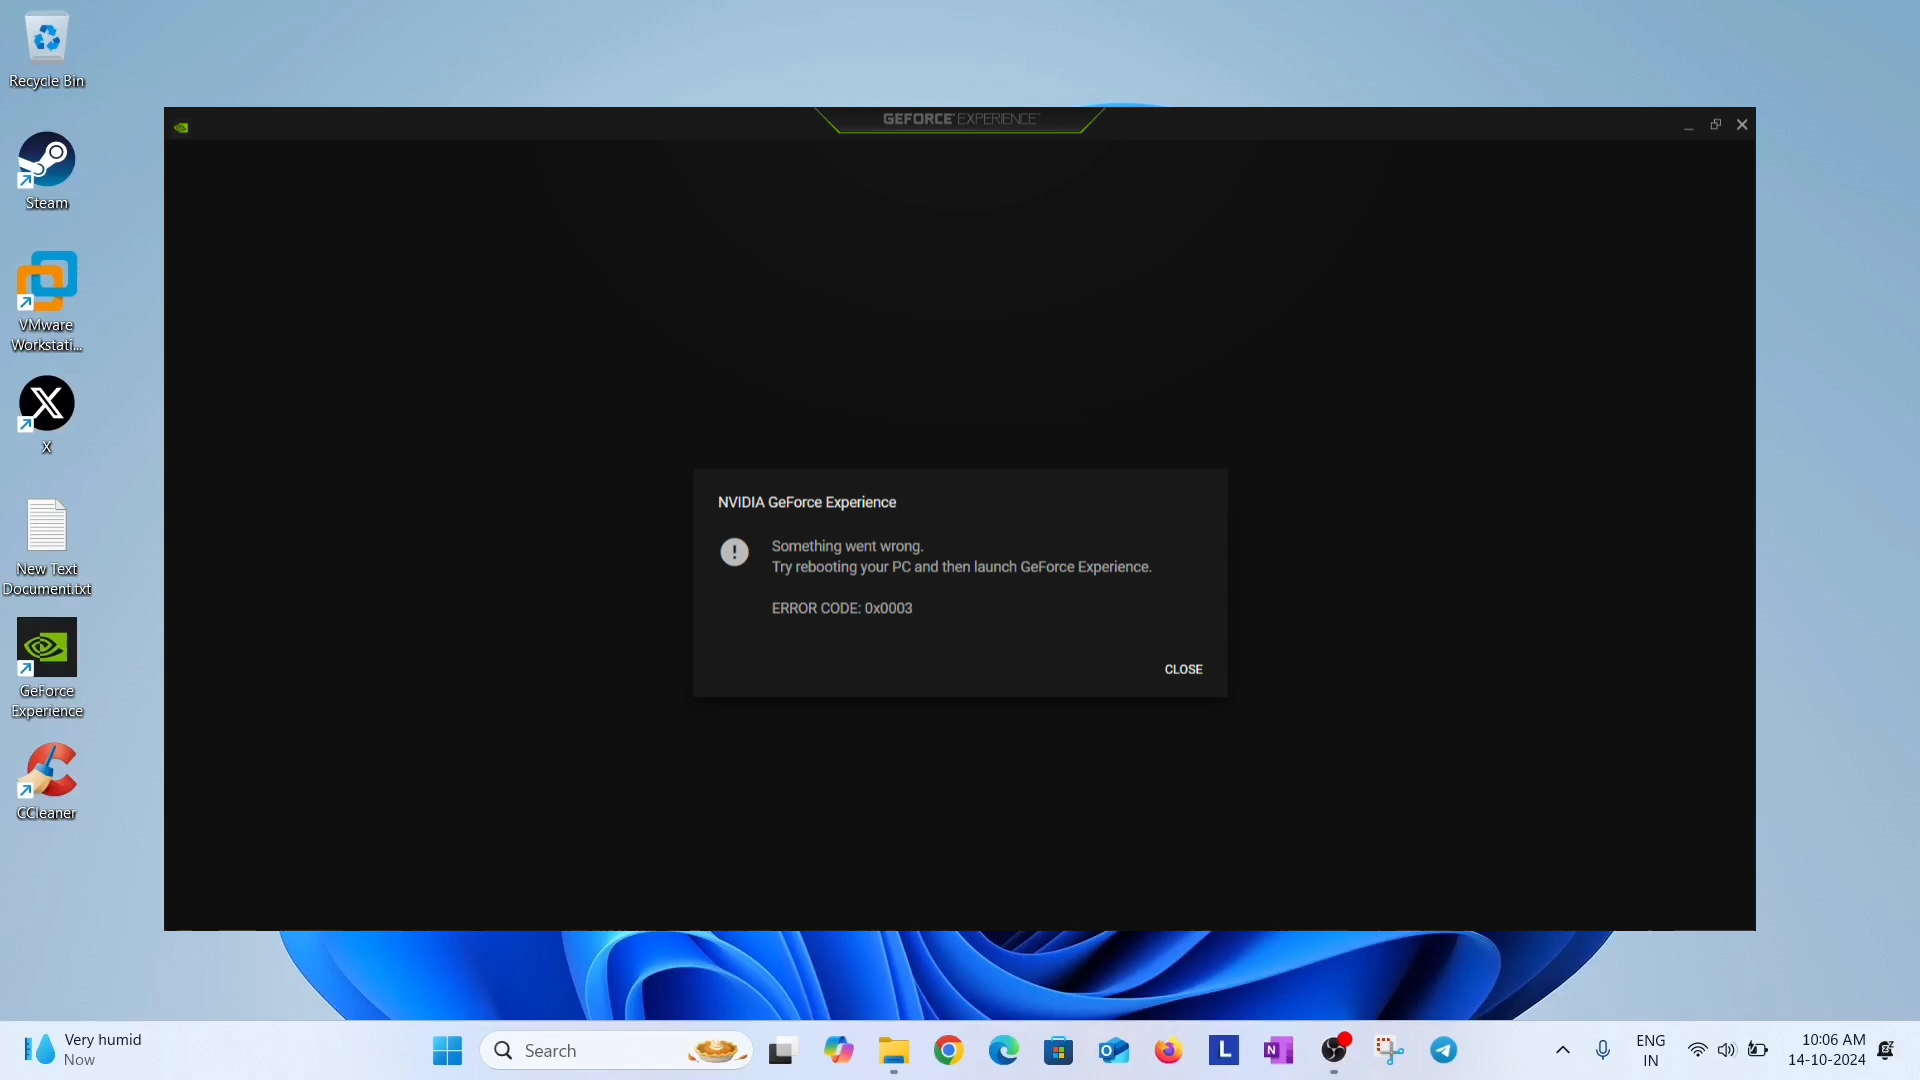 Recycle Bin
Steam
VMware
Workstati...
X
New Text
Document.txt
GeForce
Experience
CCleaner
GEFORCE EXPERIENCE
NVIDIA GeForce Experience
Something went wrong.
Try rebooting your PC and then launch GeForce Experience.
ERROR CODE: 0x0003
CLOSE
Very humid
Now
Search
ENG
IN
10:06 AM
14-10-2024